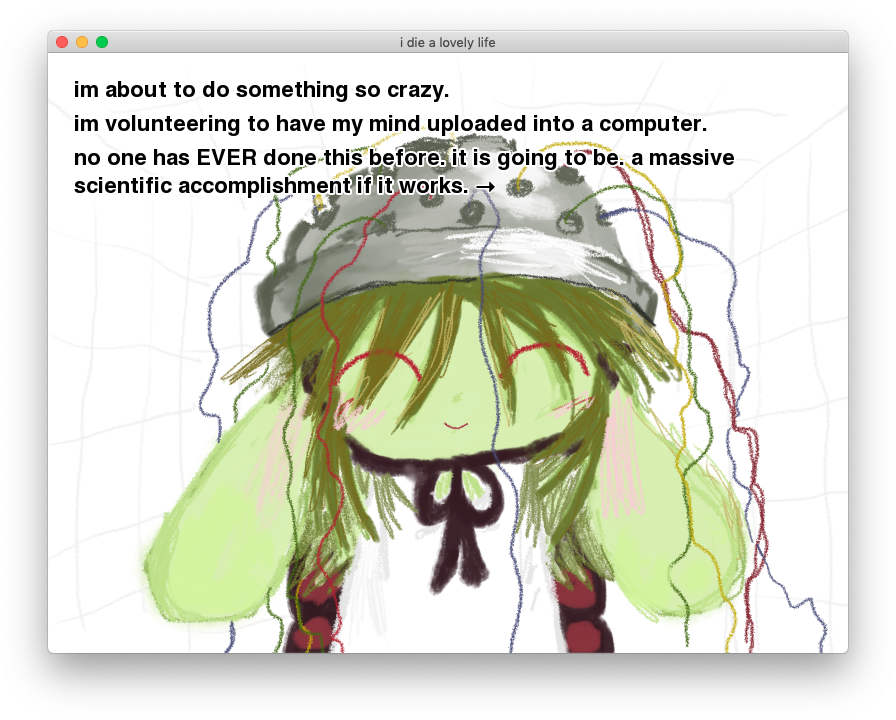 i die a lovely life
im about to do something so crazy.
im volunteering to have my mind uploaded into a computer.
no one has EVER done this before. it is going to be. a massive
scientific accomplishment if it works. →